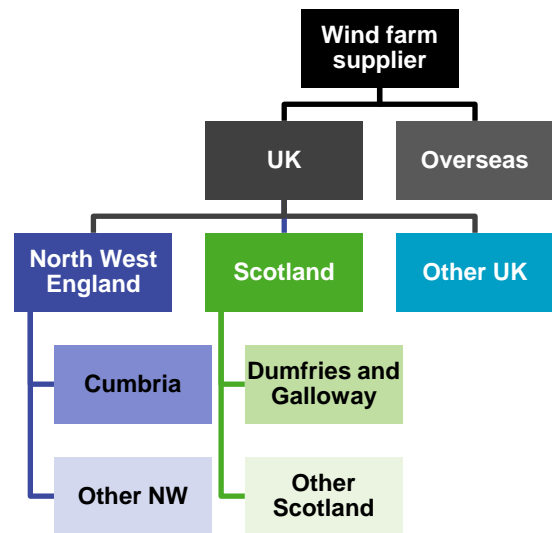 Wind farm
supplier
UK
Overseas
North West
England
Scotland
Other UK
Cumbria
Dumfries and
Galloway
Other NW
Other
Scotland